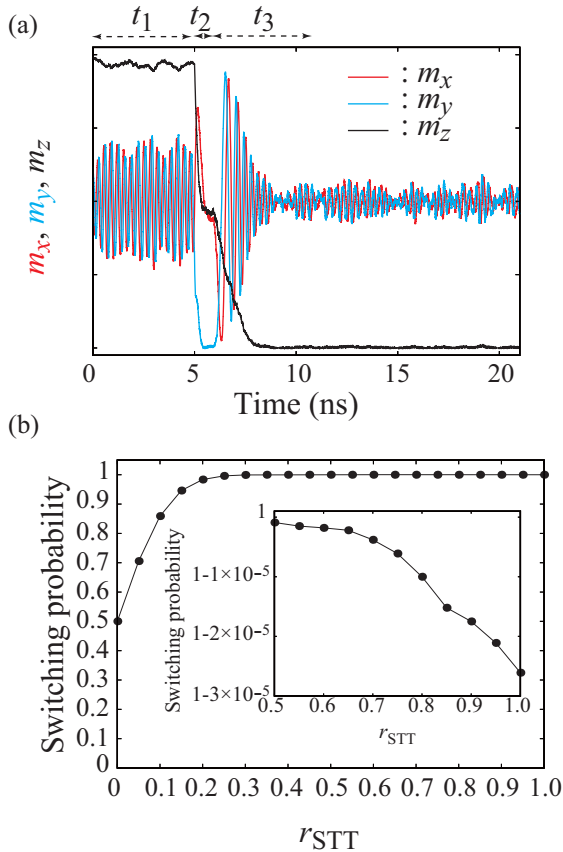 (a)
t1 t2 t3
: mx
: my
: mz
mx, my, mz
0 5 10 15 20
Time (ns)
(b)
1
0.9
0.8
0.7
0.6
0.5
0.4
0.3
0.2
0.1
0
Switching probability
1
1-1×10-5
1-2×10-5
1-3×10-5
Switching probability
0.5 0.6 0.7 0.8 0.9 1.0
rSTT
0 0.1 0.2 0.3 0.4 0.5 0.6 0.7 0.8 0.9 1.0
rSTT